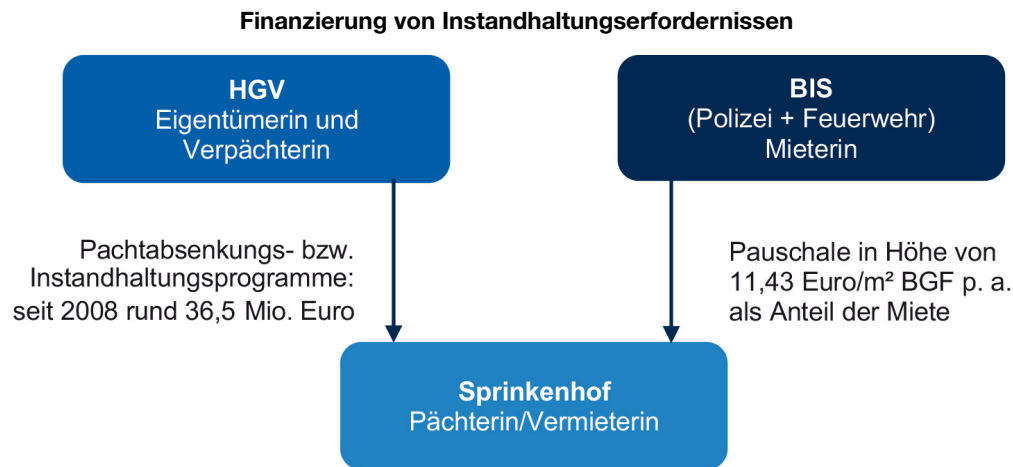 Finanzierung von Instandhaltungserfordernissen
HGV
Eigentümerin und
Verpächterin
BIS
(Polizei + Feuerwehr)
Mieterin
Pachtabsenkungs- bzw.
Instandhaltungsprogramme:
seit 2008 rund 36,5 Mio. Euro
Pauschale in Höhe von
11,43 Euro/m² BGF p. a.
als Anteil der Miete
Sprinkenhof
Pächterin/Vermieterin